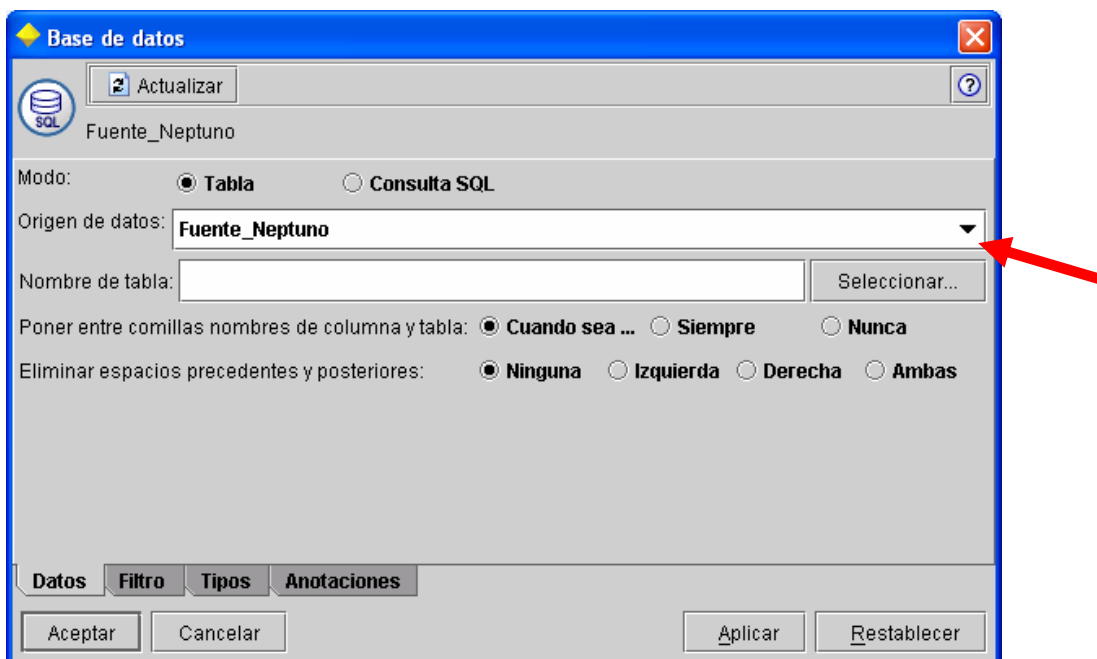 Base de datos
Actualizar
SQL
Fuente_Neptuno
Modo: Tabla Consulta SQL
Origen de datos: Fuente_Neptuno
Nombre de tabla: Seleccionar...
Poner entre comillas nombres de columna y tabla: Cuando sea ... Siempre Nunca
Eliminar espacios precedentes y posteriores: Ninguna Izquierda Derecha Ambas
Datos Filtro Tipos Anotaciones
Aceptar Cancelar Aplicar Restablecer